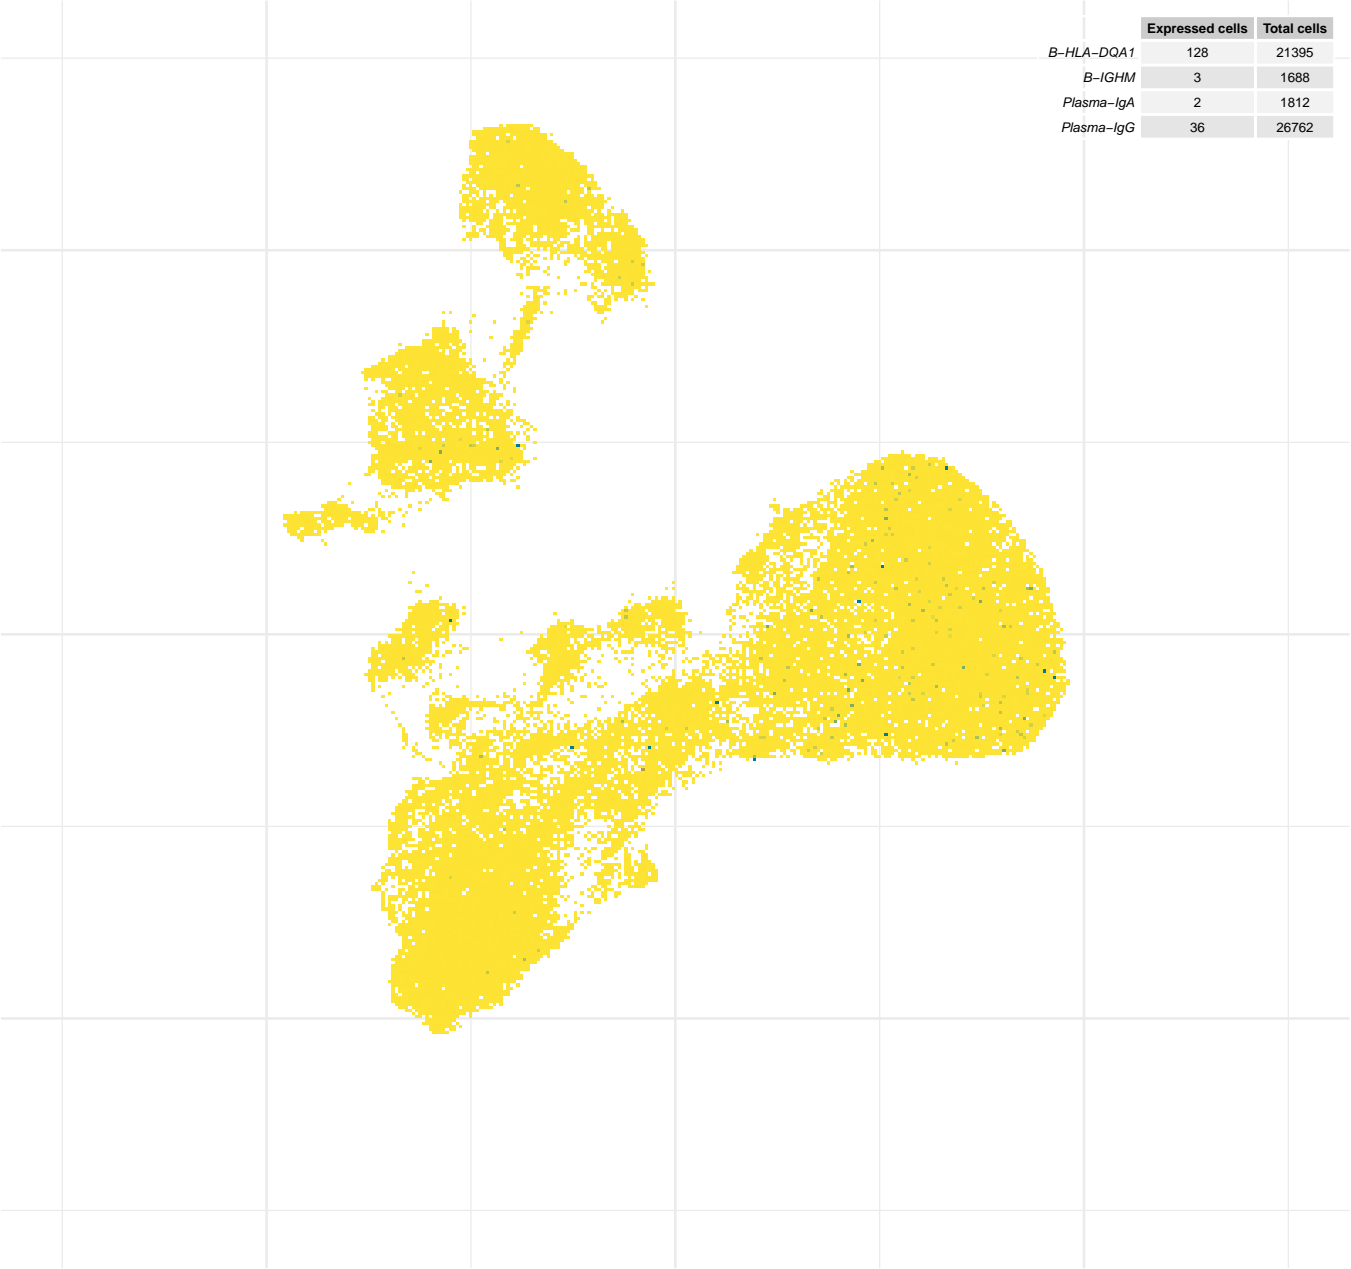 Expressed cells Total cells
B−HLA−DQA1 128 21395
B−IGHM 3 1688
Plasma−IgA 2 1812
Plasma−IgG 36 26762